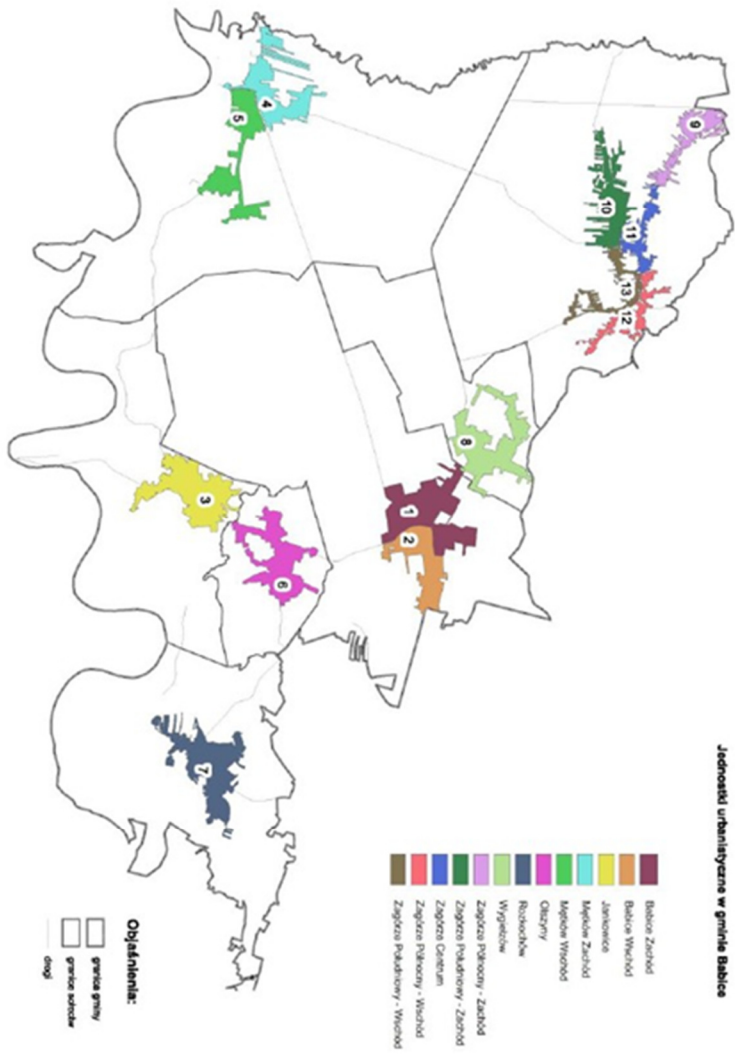 Jednostki urbanistyczne w gminie Babice
Babice Zachód
Babice Wschód
Jankowice
Mętków Zachód
Mętków Wschód
Olszyny
Rozkochów
Wygiełzów
Zagórze Północny - Zachód
Zagórze Południowy - Zachód
Zagórze Centrum
Zagórze Północny - Wschód
Zagórze Południowy - Wschód
Objaśnienia:
granice gminy
granice sołectw
drogi
4
5
9
10
11
13
12
8
1
2
3
6
7